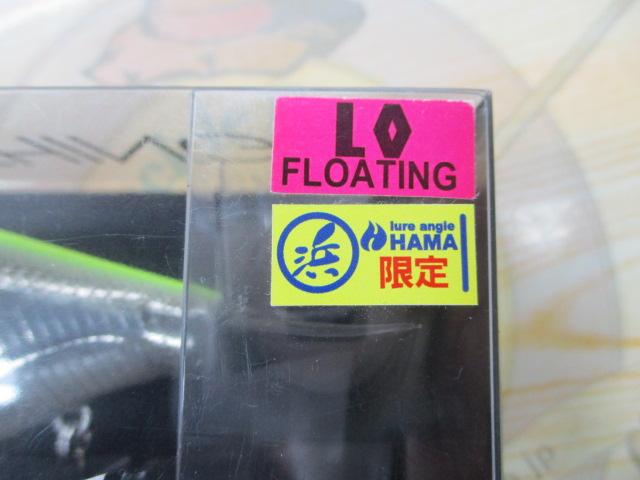 LO
FLOATING
浜
lure angle
HAMA
限定